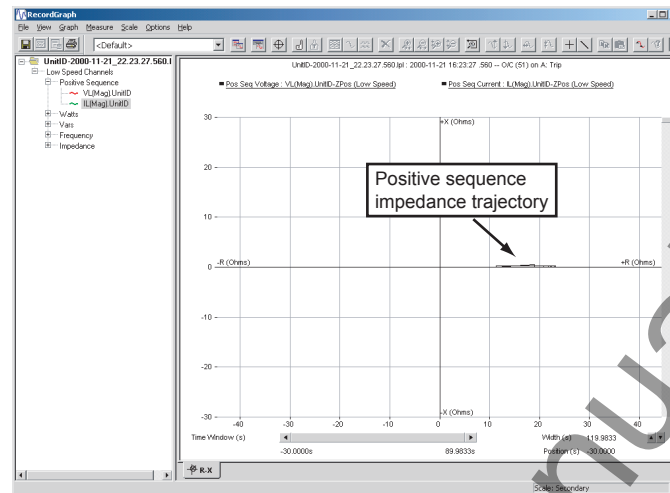 RecordGraph
File View Graph Measure Scale Options Help
<Default>
UnitID-2000-11-21_22.23.27.560.l
Low Speed Channels
Positive Sequence
VL(Mag).UnitID
IL(Mag).UnitID
Watts
Vars
Frequency
Impedance
UnitID-2000-11-21_22.23.27.560.lpl : 2000-11-21 16:23:27 .560 -- O/C (51) on A: Trip
Pos Seq Voltage : VL(Mag).UnitID-ZPos (Low Speed) Pos Seq Current : IL(Mag).UnitID-ZPos (Low Speed)
30
+X (Ohms)
20
Positive sequence
impedance trajectory
10
0 -R (Ohms) +R (Ohms)
-10
-20
-30
-X (Ohms)
-40 -30 -20 -10 0 10 20 30 40
Time Window (s) Width (s) 119.9833
-30.0000s 89.9833s Position (s) -30.0000
R-X
Scale: Secondary